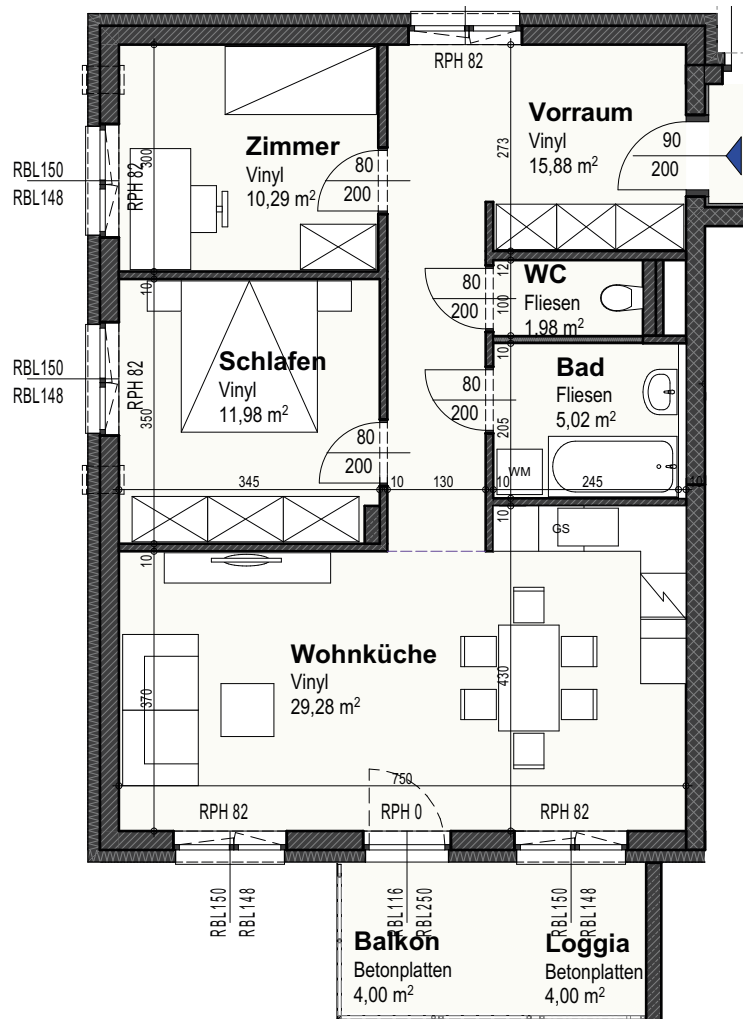 RPH 82
Zimmer
Vinyl
10,29 m²
300
RPH 82
RBL150
RBL148
80
200
Vorraum
Vinyl
15,88 m²
273
90
200
10
12
WC
Fliesen
1,98 m²
100
80
200
10
Schlafen
Vinyl
11,98 m²
350
RPH 82
RBL150
RBL148
80
200
Bad
Fliesen
5,02 m²
205
80
200
WM
345
10
130
10
245
10
10
10
GS
Wohnküche
Vinyl
29,28 m²
370
430
750
RPH 82
RPH 0
RPH 82
RBL150
RBL148
RBL116
RBL250
RBL150
RBL148
Balkon
Betonplatten
4,00 m²
Loggia
Betonplatten
4,00 m²